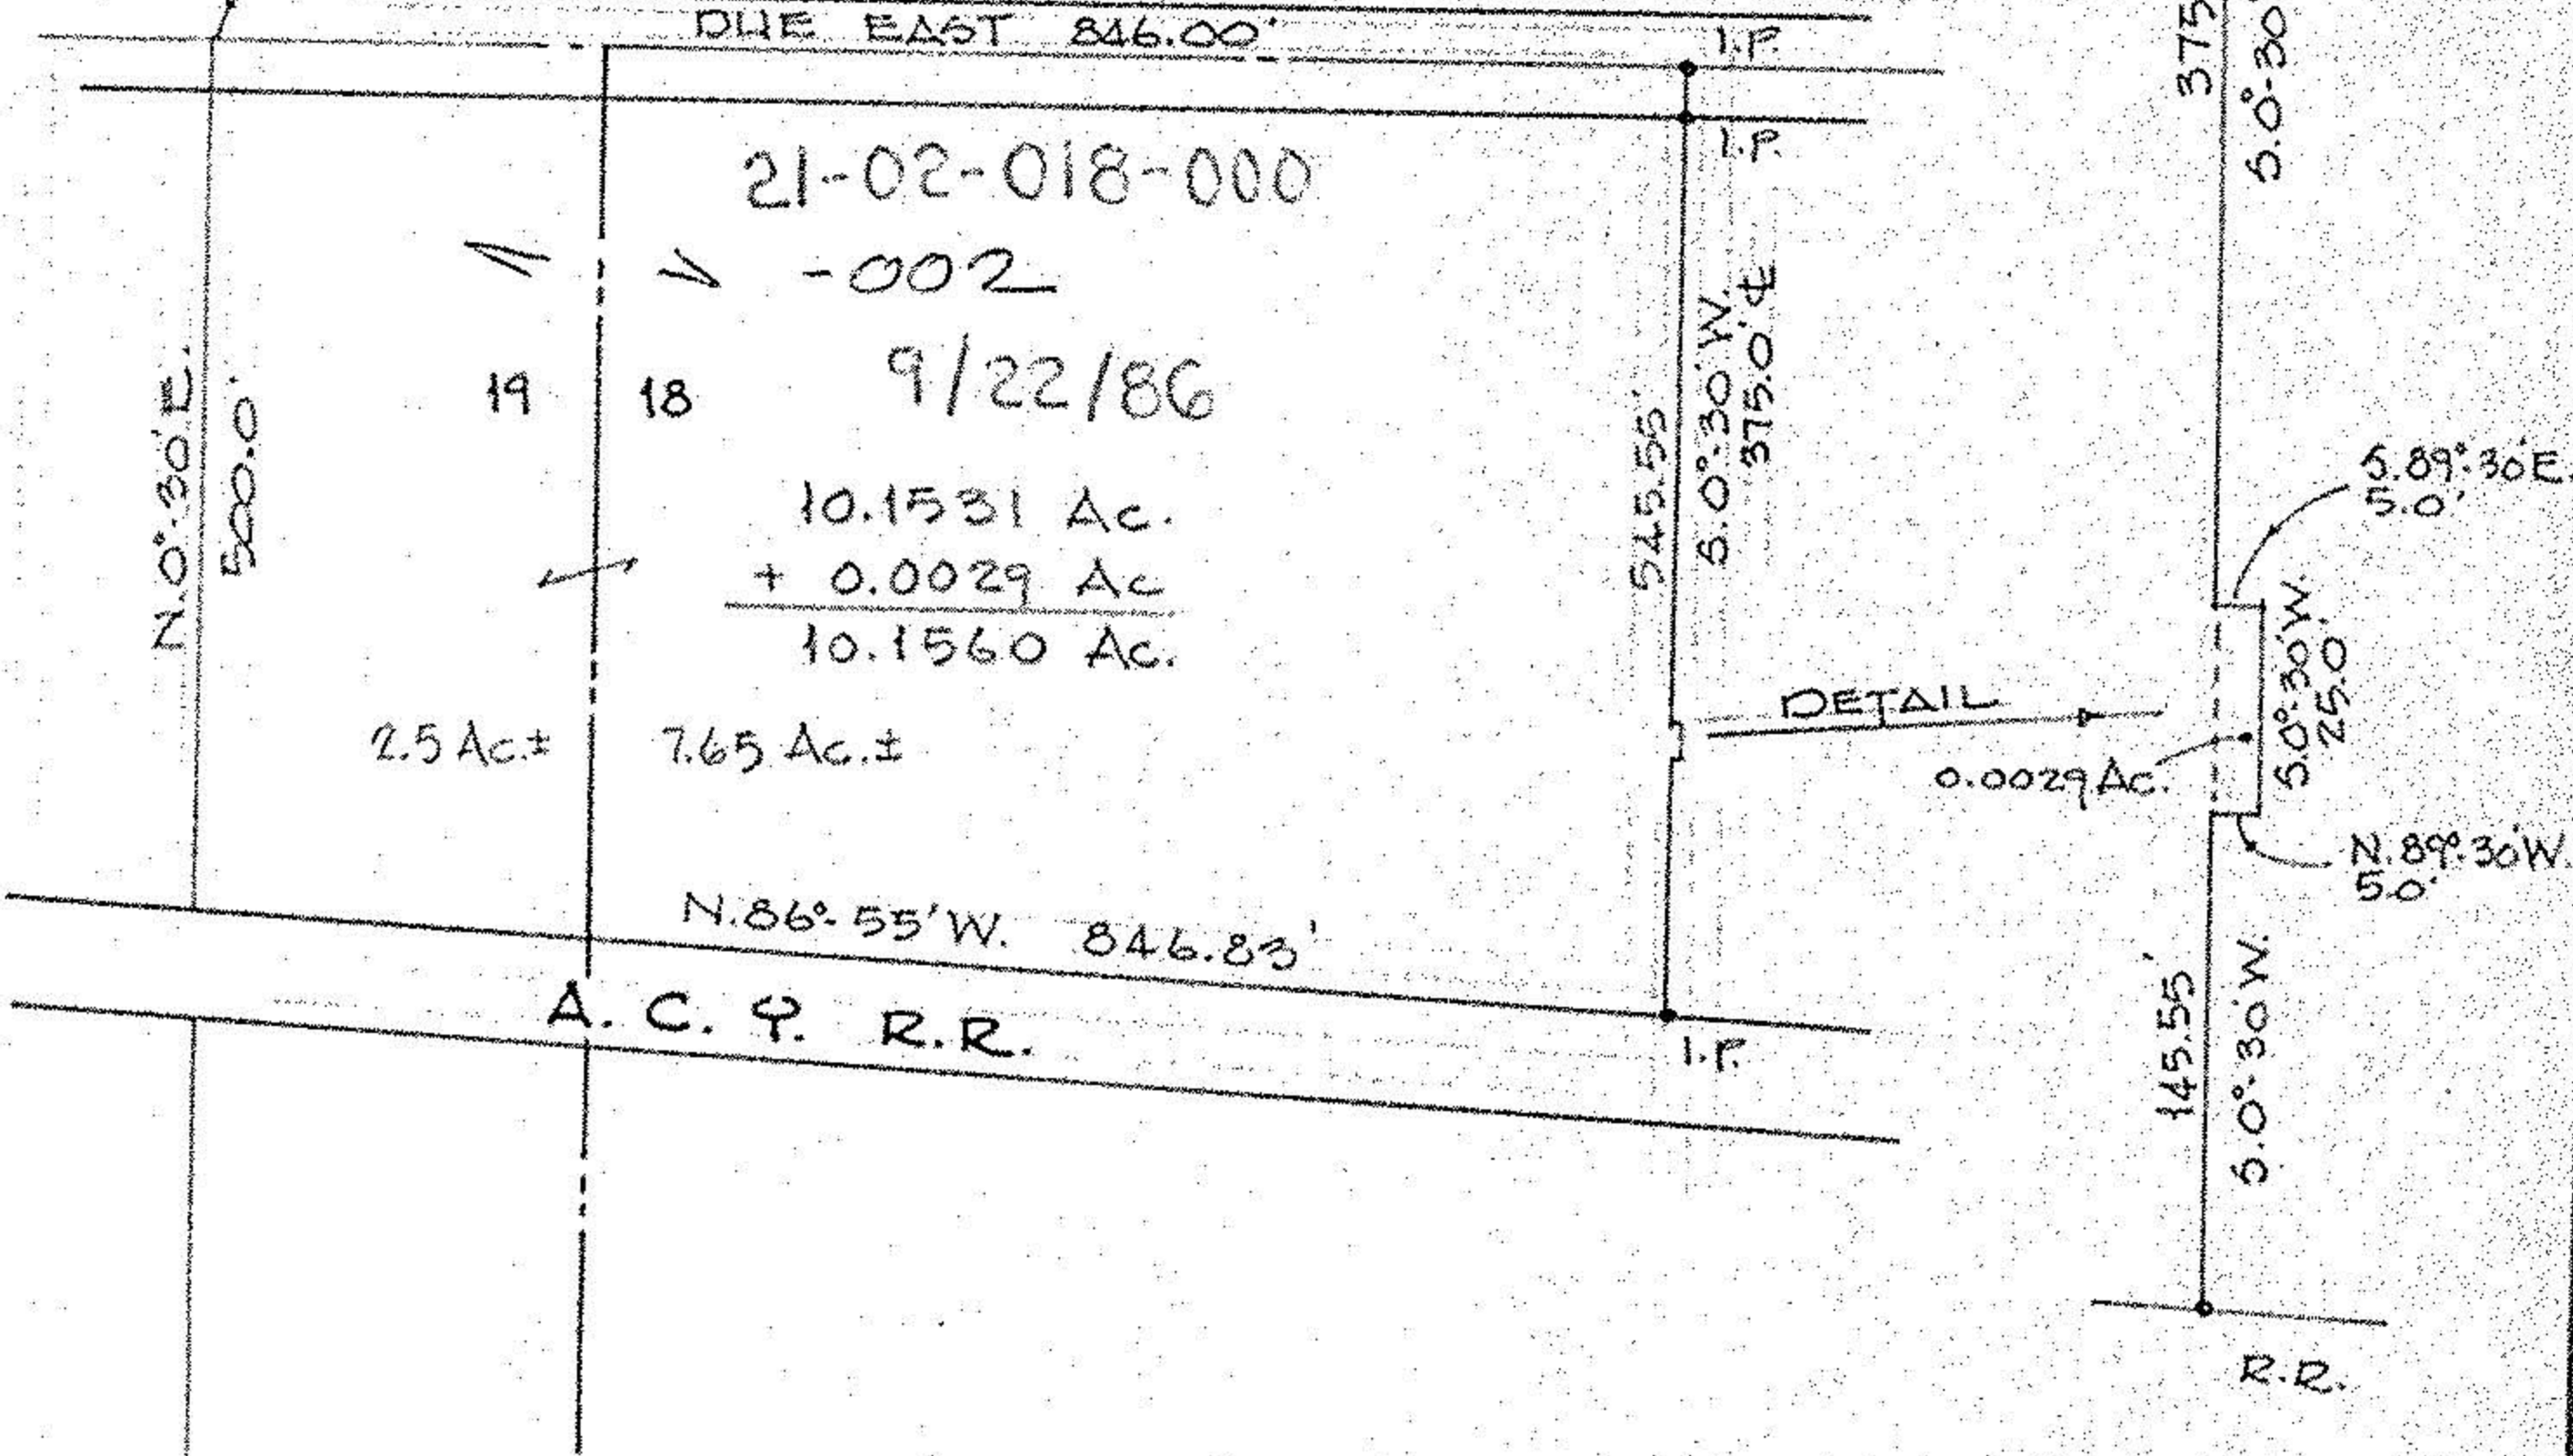 DUE EAST 846.00'
I.P.
I.P.
21-02-018-000
-002
9/22/86
19
18
10.1531 Ac.
+ 0.0029 Ac
10.1560 Ac.
2.5 Ac.±
7.65 Ac.±
N.0°-30'E.
500.0'
545.55'
S.0°-30'W.
375.0' ℄
DETAIL
0.0029 Ac.
375
S.0°-30'
S.89°-30'E.
5.0'
S.0°-30'W.
25.0'
N.89°-30'W.
5.0'
145.55'
S.0°-30'W.
R.R.
N.86°-55'W. 846.83'
A. C. Y. R.R.
I.P.